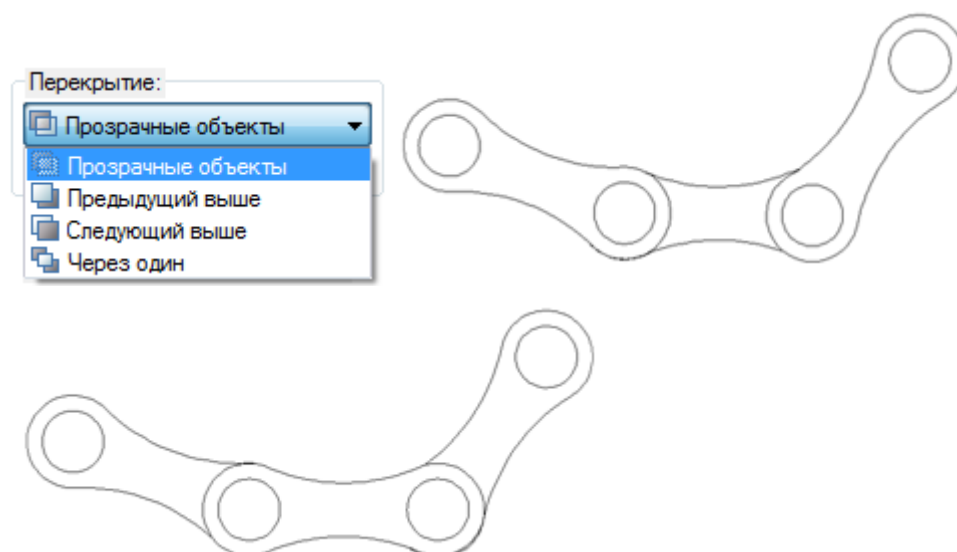 Перекрытие:
Прозрачные объекты
Прозрачные объекты
Предыдущий выше
Следующий выше
Через один